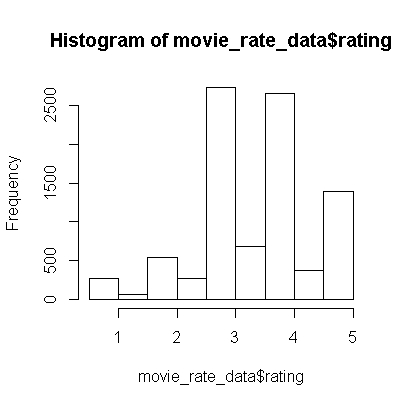 Histogram of movie_rate_data$rating
Frequency
2500
1500
500
0
1 2 3 4 5
movie_rate_data$rating